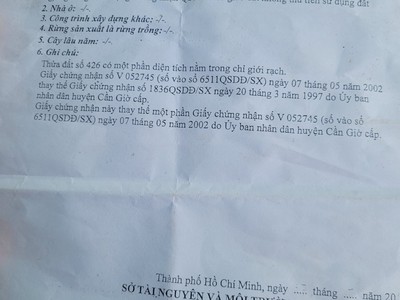 sử dụng đất
2. Nhà ở: -/-
3. Công trình xây dựng khác: -/-
4. Rừng sản xuất là rừng trồng: -/-
5. Cây lâu năm: -/-
6. Ghi chú:
Thửa đất số 426 có một phần diện tích nằm trong chỉ giới rạch.
Giấy chứng nhận số V 052745 (số vào sổ 6511QSDĐ/SX) ngày 07 tháng 05 năm 2002
thay thế Giấy chứng nhận số 1836QSDĐ/SX ngày 20 tháng 3 năm 1997 do Ủy ban
nhân dân huyện Cần Giờ cấp.
Giấy chứng nhận này thay thế một phần Giấy chứng nhận số V 052745 (số vào sổ
6511QSDĐ/SX) ngày 07 tháng 05 năm 2002 do Ủy ban nhân dân huyện Cần Giờ cấp.
Thành phố Hồ Chí Minh, ngày ..... tháng ..... năm 20
SỞ TÀI NGUYÊN VÀ MÔI TRƯỜ